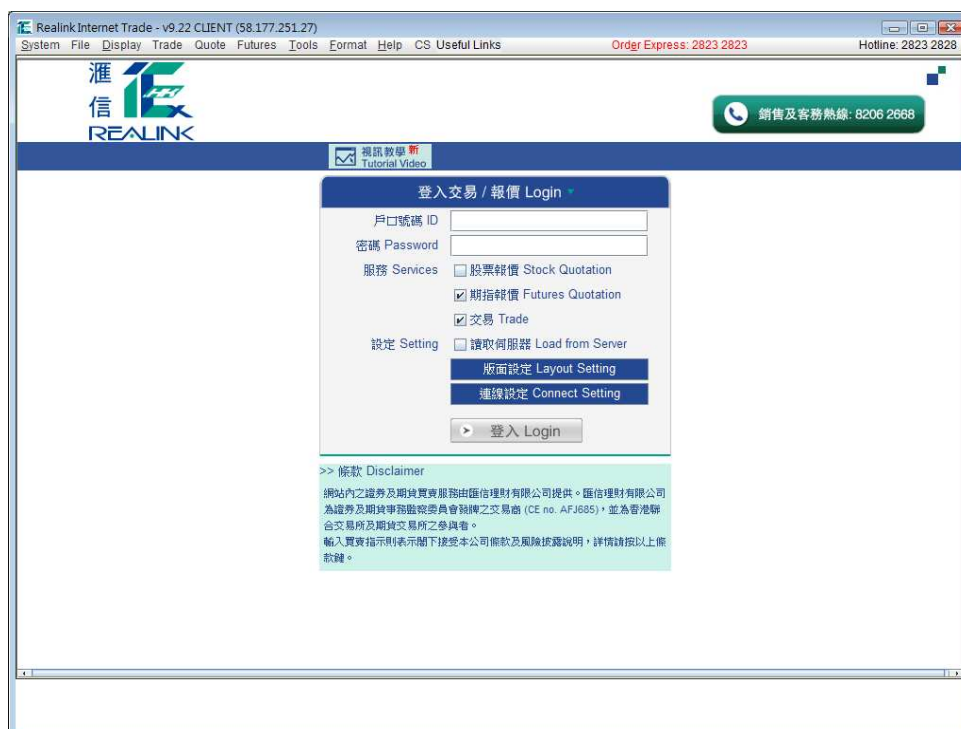 Realink Internet Trade - v9.22 CLIENT (58.177.251.27)
System File Display Trade Quote Futures Tools Format Help CS Useful Links Order Express: 2823 2823 Hotline: 2823 2828
滙
信
REALINK
銷售及客務熱線: 8206 2668
視訊教學 新
Tutorial Video
登入交易 / 報價 Login
戶口號碼 ID
密碼 Password
服務 Services 股票報價 Stock Quotation
期指報價 Futures Quotation
交易 Trade
設定 Setting 讀取伺服器 Load from Server
版面設定 Layout Setting
連線設定 Connect Setting
登入 Login
>> 條款 Disclaimer
網站內之證券及期貨買賣服務由匯信理財有限公司提供。匯信理財有限公司
為證券及期貨事務監察委員會發牌之交易商 (CE no. AFJ685)，並為香港聯
合交易所及期貨交易所之參與者。
輸入買賣指示則表示閣下接受本公司條款及風險披露說明，詳情請按以上條
款鏈。